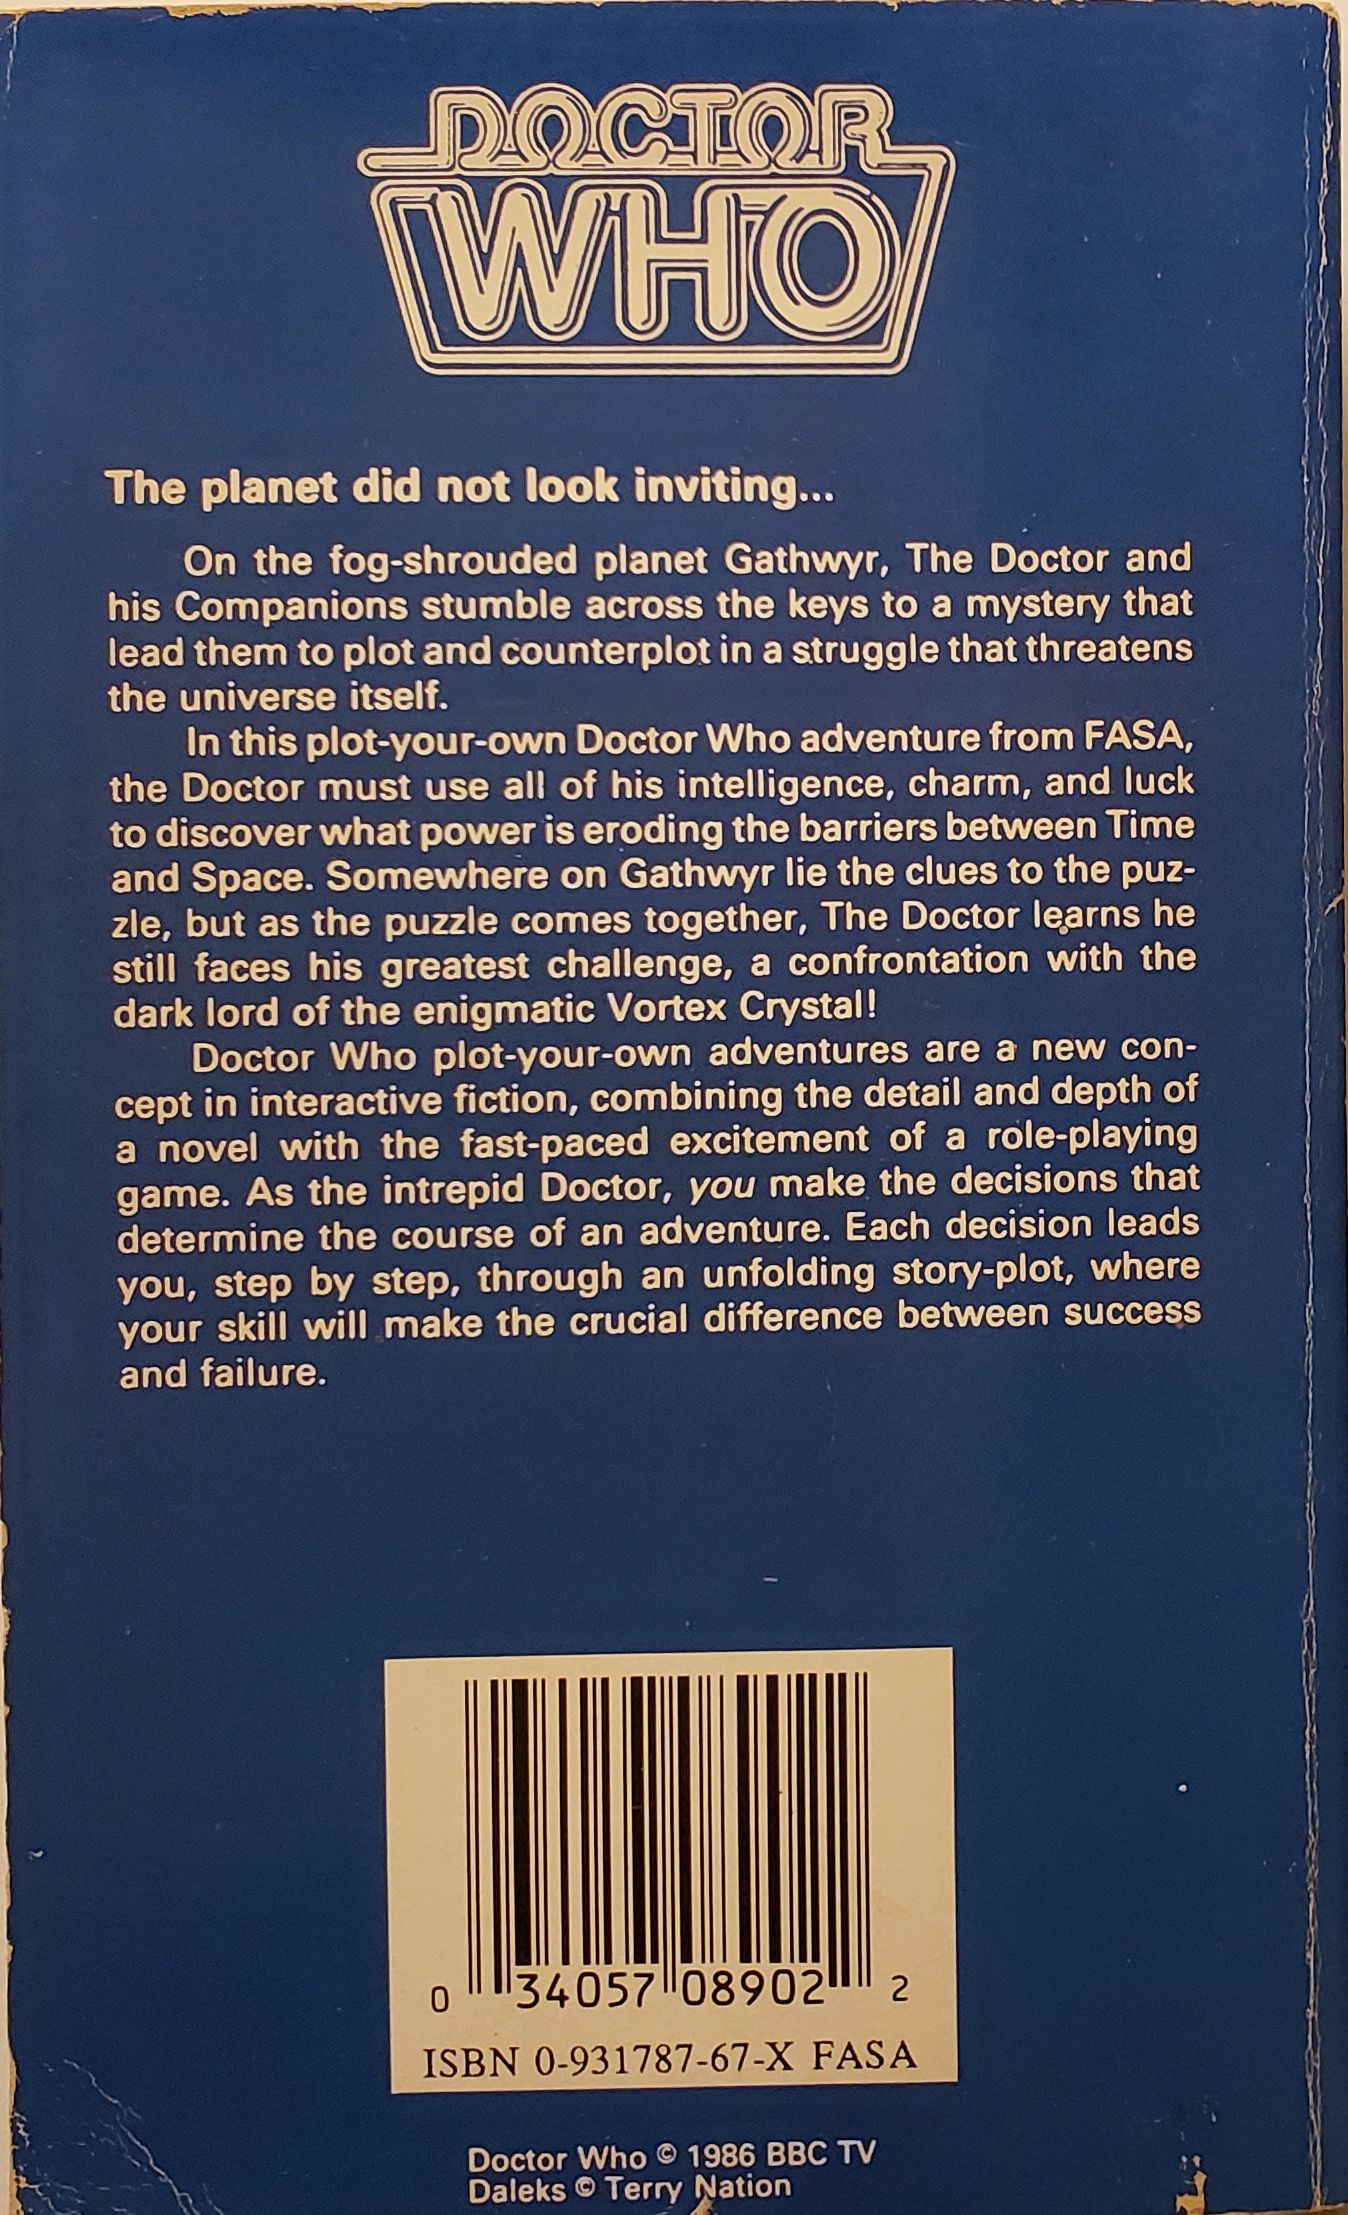 DOCTOR
WHO
The planet did not look inviting...
On the fog-shrouded planet Gathwyr, The Doctor and
his Companions stumble across the keys to a mystery that
lead them to plot and counterplot in a struggle that threatens
the universe itself.
In this plot-your-own Doctor Who adventure from FASA,
the Doctor must use all of his intelligence, charm, and luck
to discover what power is eroding the barriers between Time
and Space. Somewhere on Gathwyr lie the clues to the puz-
zle, but as the puzzle comes together, The Doctor learns he
still faces his greatest challenge, a confrontation with the
dark lord of the enigmatic Vortex Crystal!
Doctor Who plot-your-own adventures are a new con-
cept in interactive fiction, combining the detail and depth of
a novel with the fast-paced excitement of a role-playing
game. As the intrepid Doctor, you make the decisions that
determine the course of an adventure. Each decision leads
you, step by step, through an unfolding story-plot, where
your skill will make the crucial difference between success
and failure.
0 34057 08902 2
ISBN 0-931787-67-X FASA
Doctor Who © 1986 BBC TV
Daleks © Terry Nation